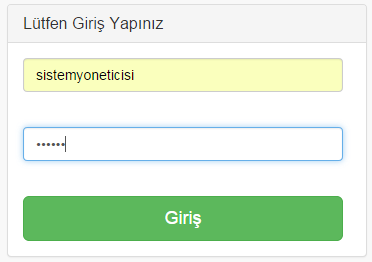 Lütfen Giriş Yapınız
sistemyoneticisi
••••••
Giriş